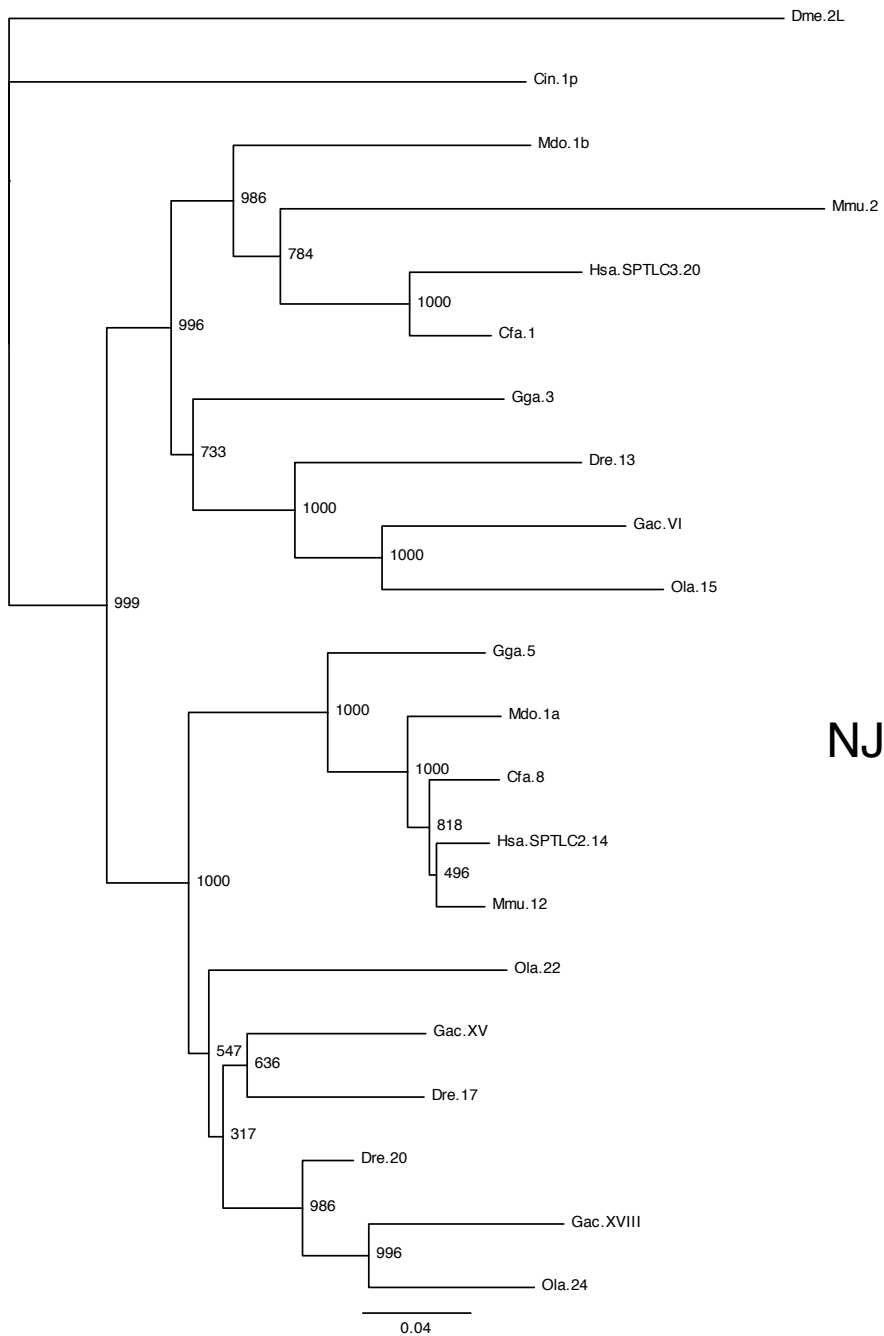 Dme.2L
Cin.1p
Mdo.1b
986
Mmu.2
784
Hsa.SPTLC3.20
1000
996
Cfa.1
Gga.3
733
Dre.13
1000
Gac.VI
1000
Ola.15
999
Gga.5
1000
Mdo.1a
NJ
1000
Cfa.8
818
Hsa.SPTLC2.14
496
1000
Mmu.12
Ola.22
Gac.XV
547
636
Dre.17
317
Dre.20
986
Gac.XVIII
996
Ola.24
0.04